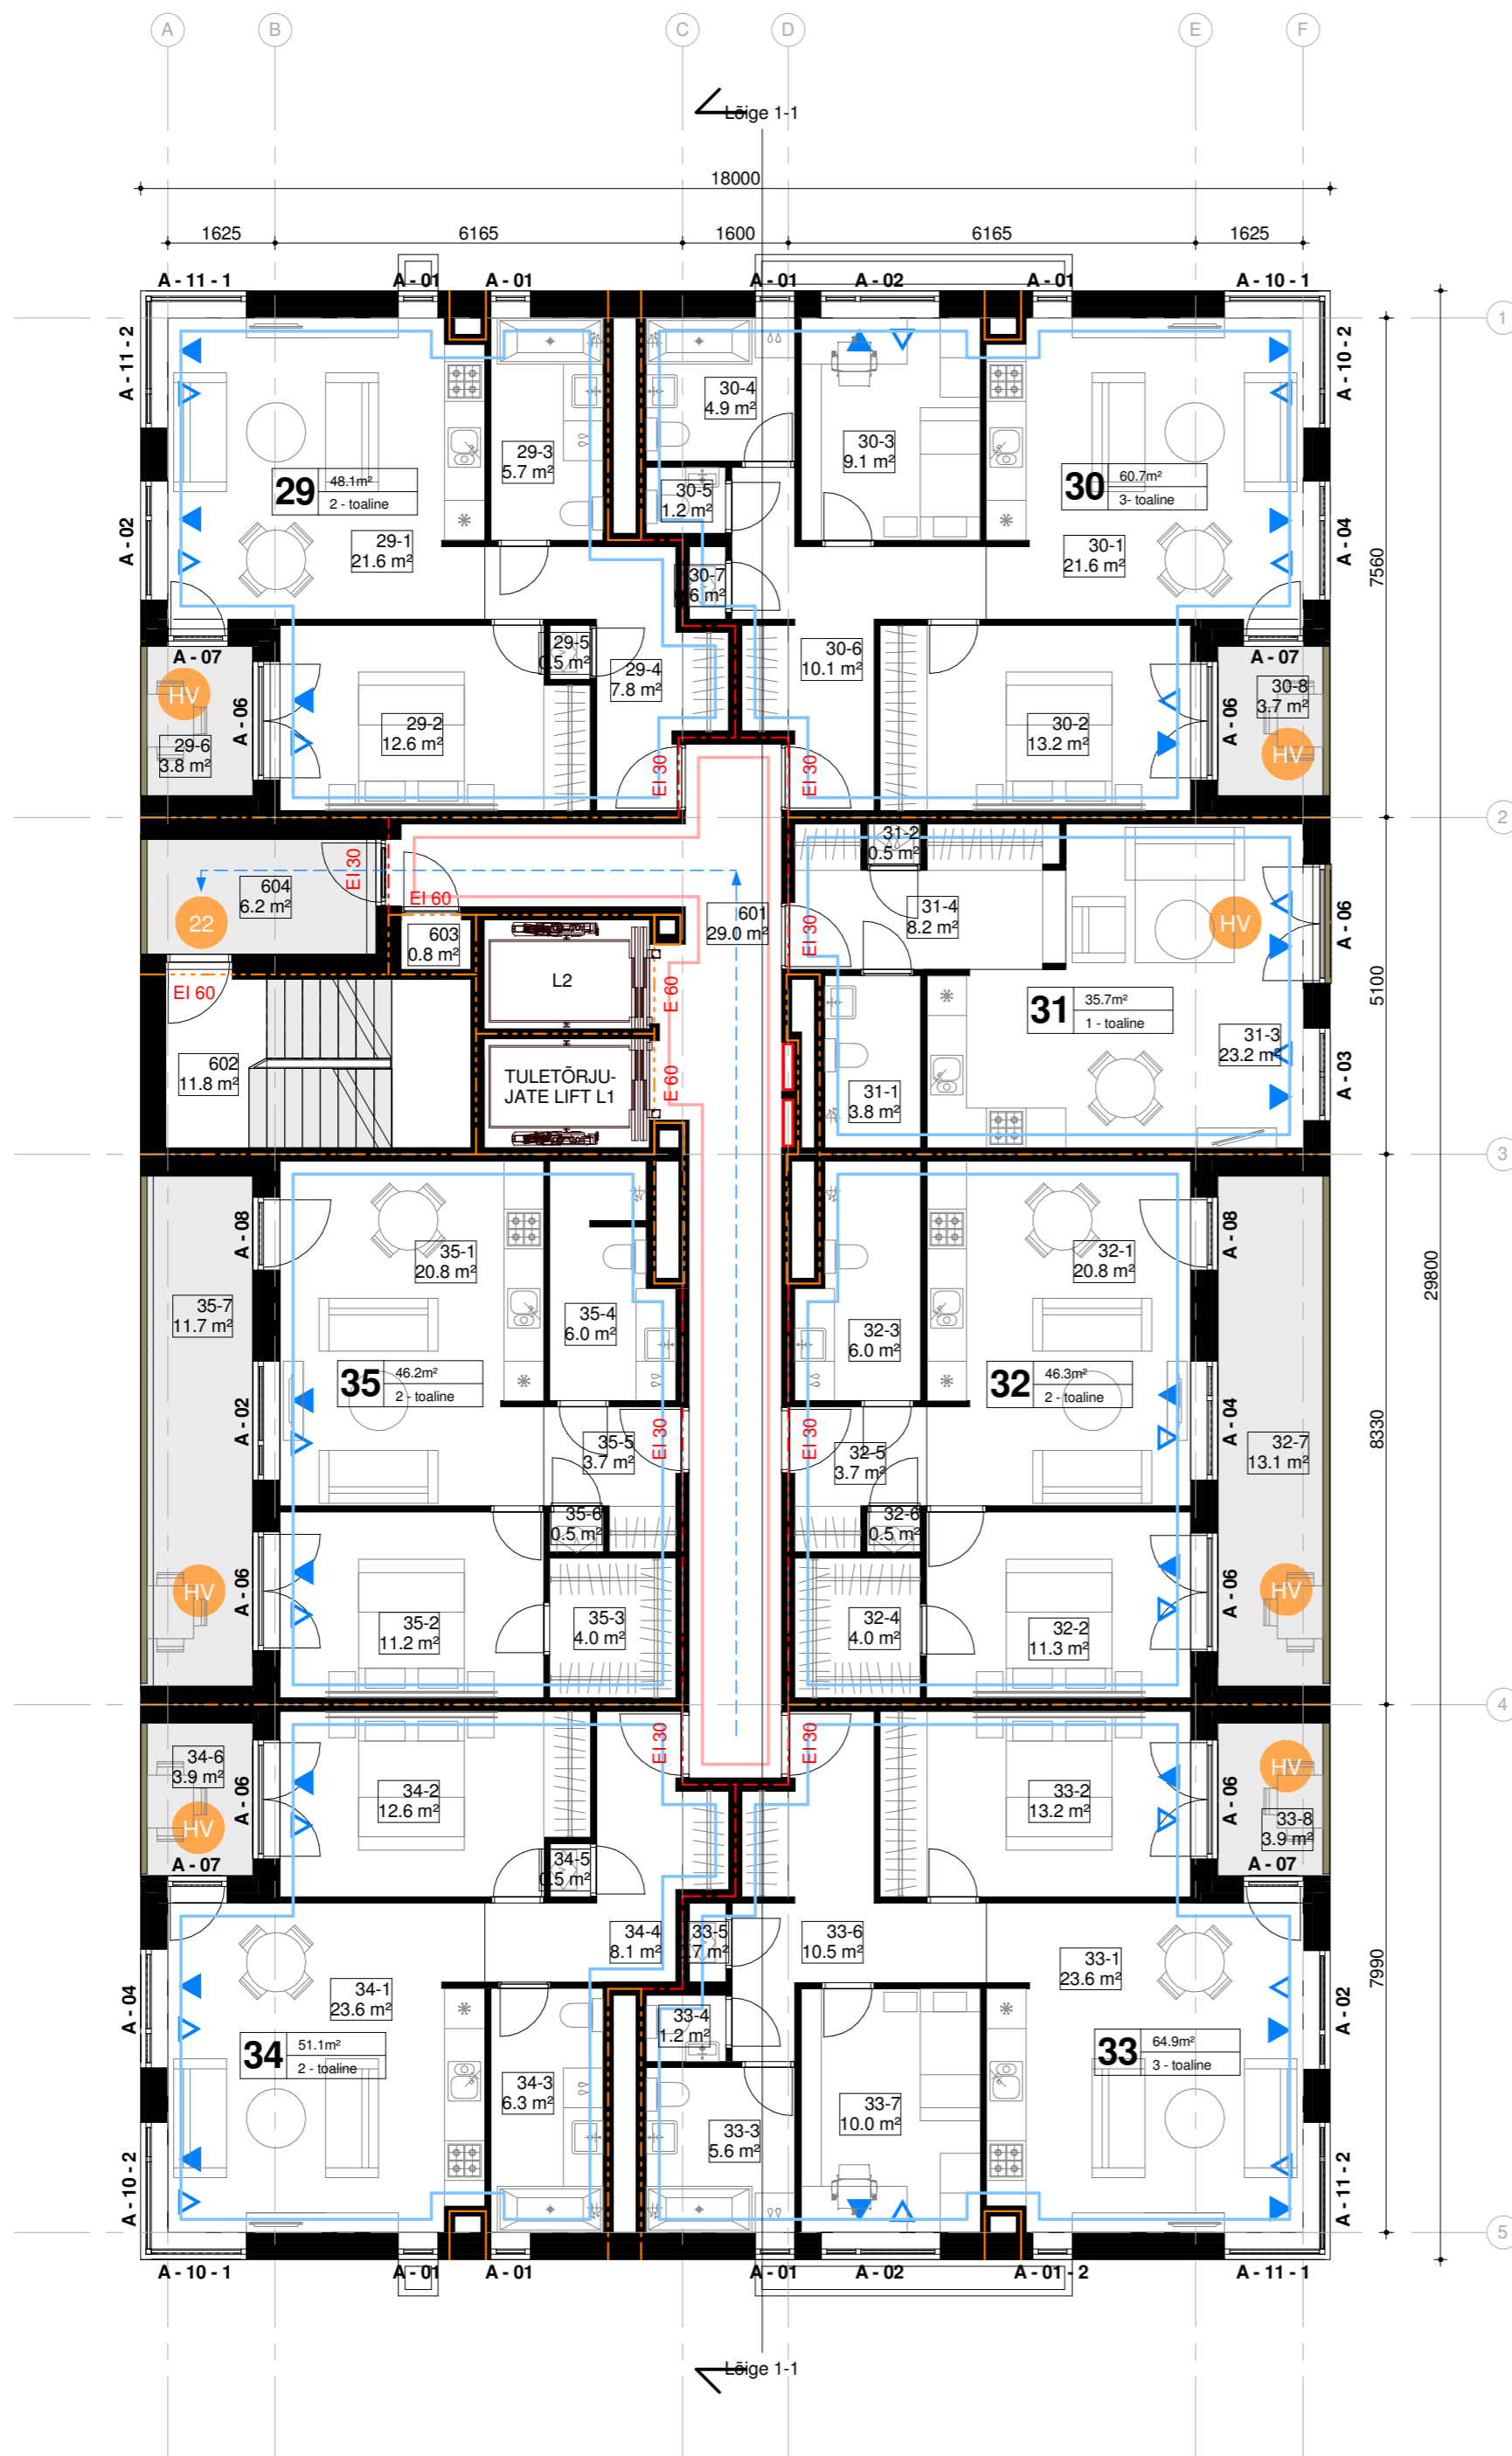 A
B
C
D
E
F
Lõige 1-1
18000
1625
6165
1600
6165
1625
A - 11 - 1
A - 01
A - 01
A - 01
A - 02
A - 01
A - 10 - 1
1
A - 11 - 2
A - 10 - 2
30-4
4.9 m²
30-3
9.1 m²
29-3
5.7 m²
29
48.1m²
2 - toaline
30-5
1.2 m²
30
60.7m²
3- toaline
A - 02
29-1
21.6 m²
30-1
21.6 m²
A - 04
7560
30-7
29-5
0.5 m²
29-4
7.8 m²
30-6
10.1 m²
A - 07
A - 07
HV
A - 06
29-6
3.8 m²
29-2
12.6 m²
30-2
13.2 m²
A - 06
30-8
3.7 m²
HV
EI 30
EI 30
2
31-2
0.5 m²
EI 30
604
6.2 m²
EI 60
22
603
0.8 m²
601
29.0 m²
EI 30
31-4
8.2 m²
HV
A - 06
EI 60
L2
E 60
31
35.7m²
1 - toaline
5100
31-3
23.2 m²
602
11.8 m²
TULETÕRJU-
JATE LIFT L1
E 60
31-1
3.8 m²
A - 03
3
A - 08
35-1
20.8 m²
32-1
20.8 m²
A - 08
35-7
11.7 m²
35-4
6.0 m²
32-3
6.0 m²
29800
35
46.2m²
2 - toaline
32
46.3m²
2 - toaline
A - 02
A - 04
EI 30
EI 30
35-5
3.7 m²
32-5
3.7 m²
32-7
13.1 m²
8330
35-6
0.5 m²
32-6
0.5 m²
HV
A - 06
35-2
11.2 m²
35-3
4.0 m²
32-4
4.0 m²
32-2
11.3 m²
A - 06
HV
4
EI 30
EI 30
34-6
3.9 m²
HV
A - 06
34-2
12.6 m²
33-2
13.2 m²
A - 06
HV
33-8
3.9 m²
A - 07
A - 07
34-5
0.5 m²
34-4
8.1 m²
33-5
33-6
10.5 m²
33-1
23.6 m²
7990
A - 04
34-1
23.6 m²
A - 02
33-4
1.2 m²
34
51.1m²
2 - toaline
33
64.9m²
3 - toaline
34-3
6.3 m²
33-7
10.0 m²
33-3
5.6 m²
A - 10 - 2
A - 11 - 2
5
A - 10 - 1
A - 01
A - 01
A - 01
A - 02
A - 01 - 2
A - 11 - 1
Lõige 1-1